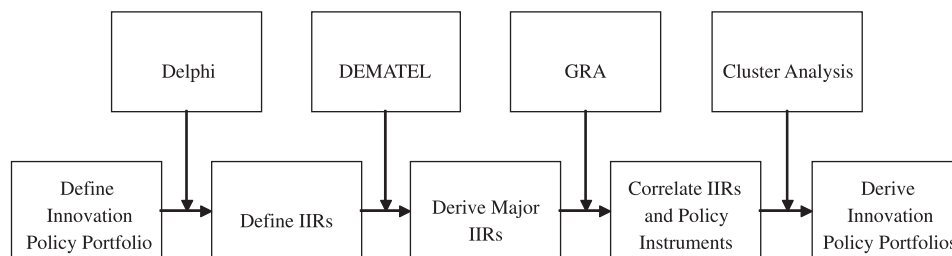 Delphi
DEMATEL
GRA
Cluster Analysis
Define
Innovation
Policy Portfolio
Define IIRs
Derive Major
IIRs
Correlate IIRs
and Policy
Instruments
Derive
Innovation
Policy Portfolios